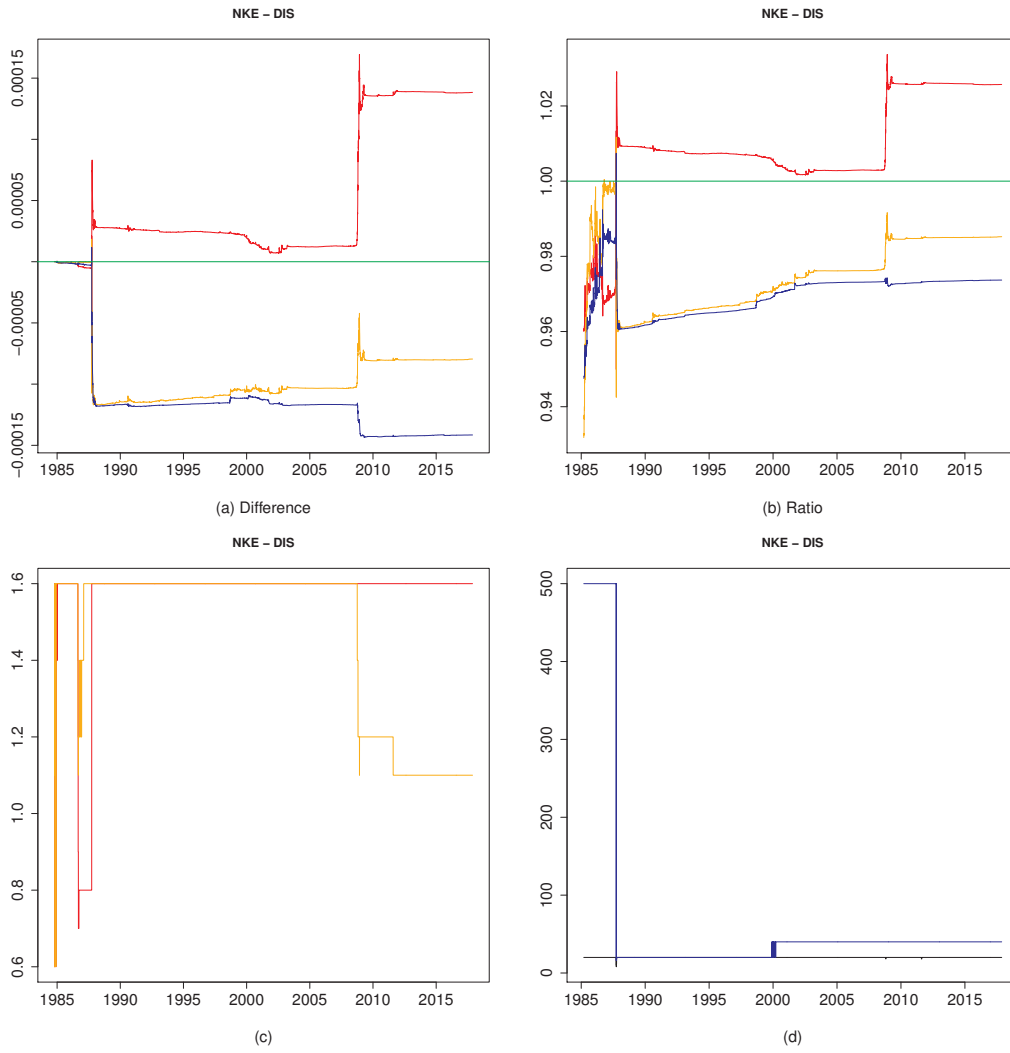 NKE – DIS
0.00015
0.00005
−0.00005
−0.00015
1985 1990 1995 2000 2005 2010 2015
(a) Difference
NKE – DIS
1.02
1.00
0.98
0.96
0.94
1985 1990 1995 2000 2005 2010 2015
(b) Ratio
NKE – DIS
1.6
1.4
1.2
1.0
0.8
0.6
1985 1990 1995 2000 2005 2010 2015
(c)
NKE – DIS
500
400
300
200
100
0
1985 1990 1995 2000 2005 2010 2015
(d)